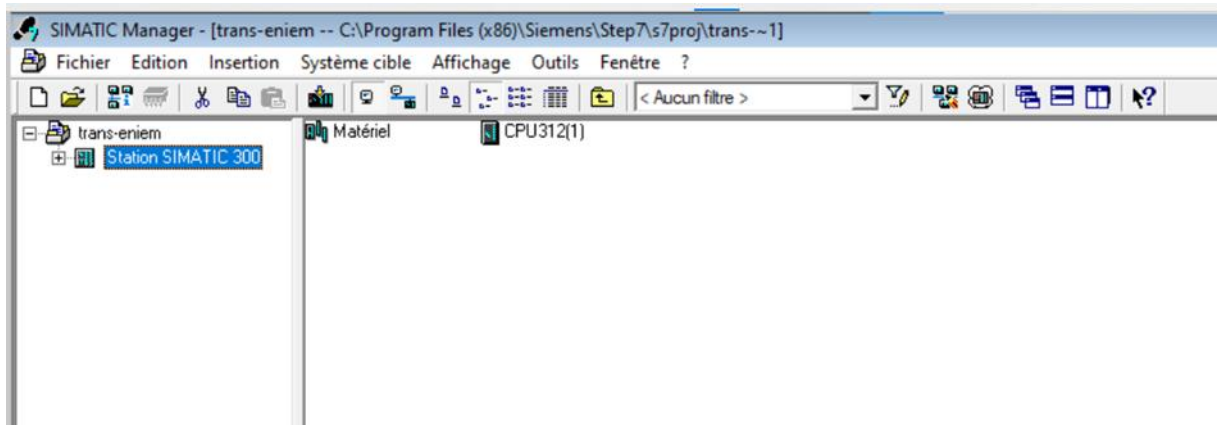 SIMATIC Manager - [trans-eniem -- C:\Program Files (x86)\Siemens\Step7\s7proj\trans-~1]
Fichier Edition Insertion Système cible Affichage Outils Fenêtre ?
< Aucun filtre >
trans-eniem
Station SIMATIC 300
Matériel CPU312(1)